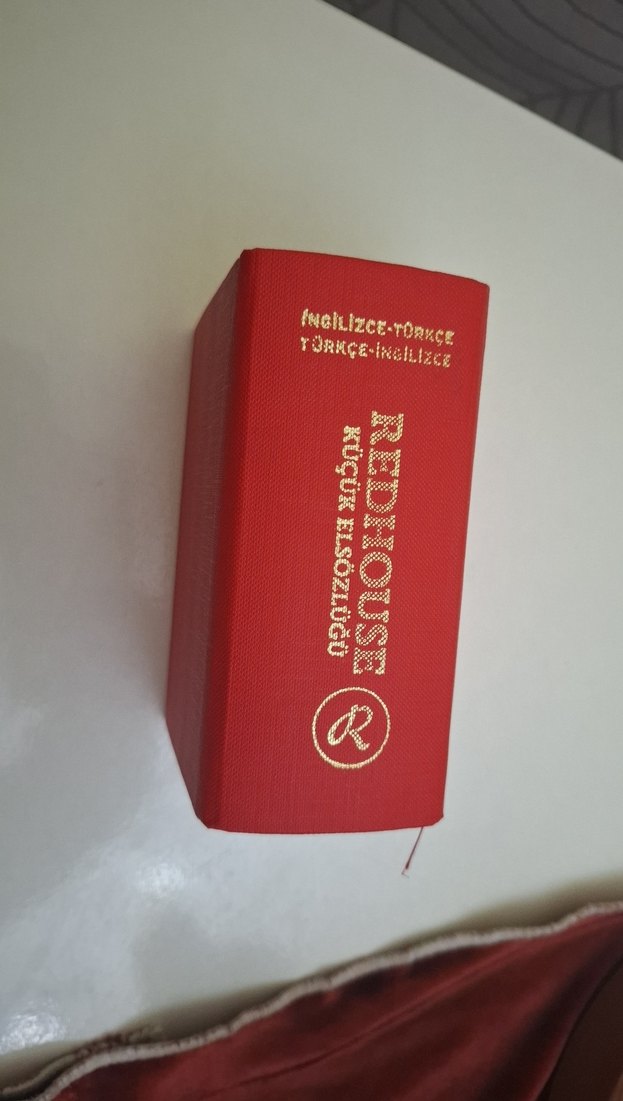 İNGİLİZCE-TÜRKÇE
TÜRKÇE-İNGİLİZCE
REDHOUSE
KÜÇÜK ELSÖZLÜĞÜ
R